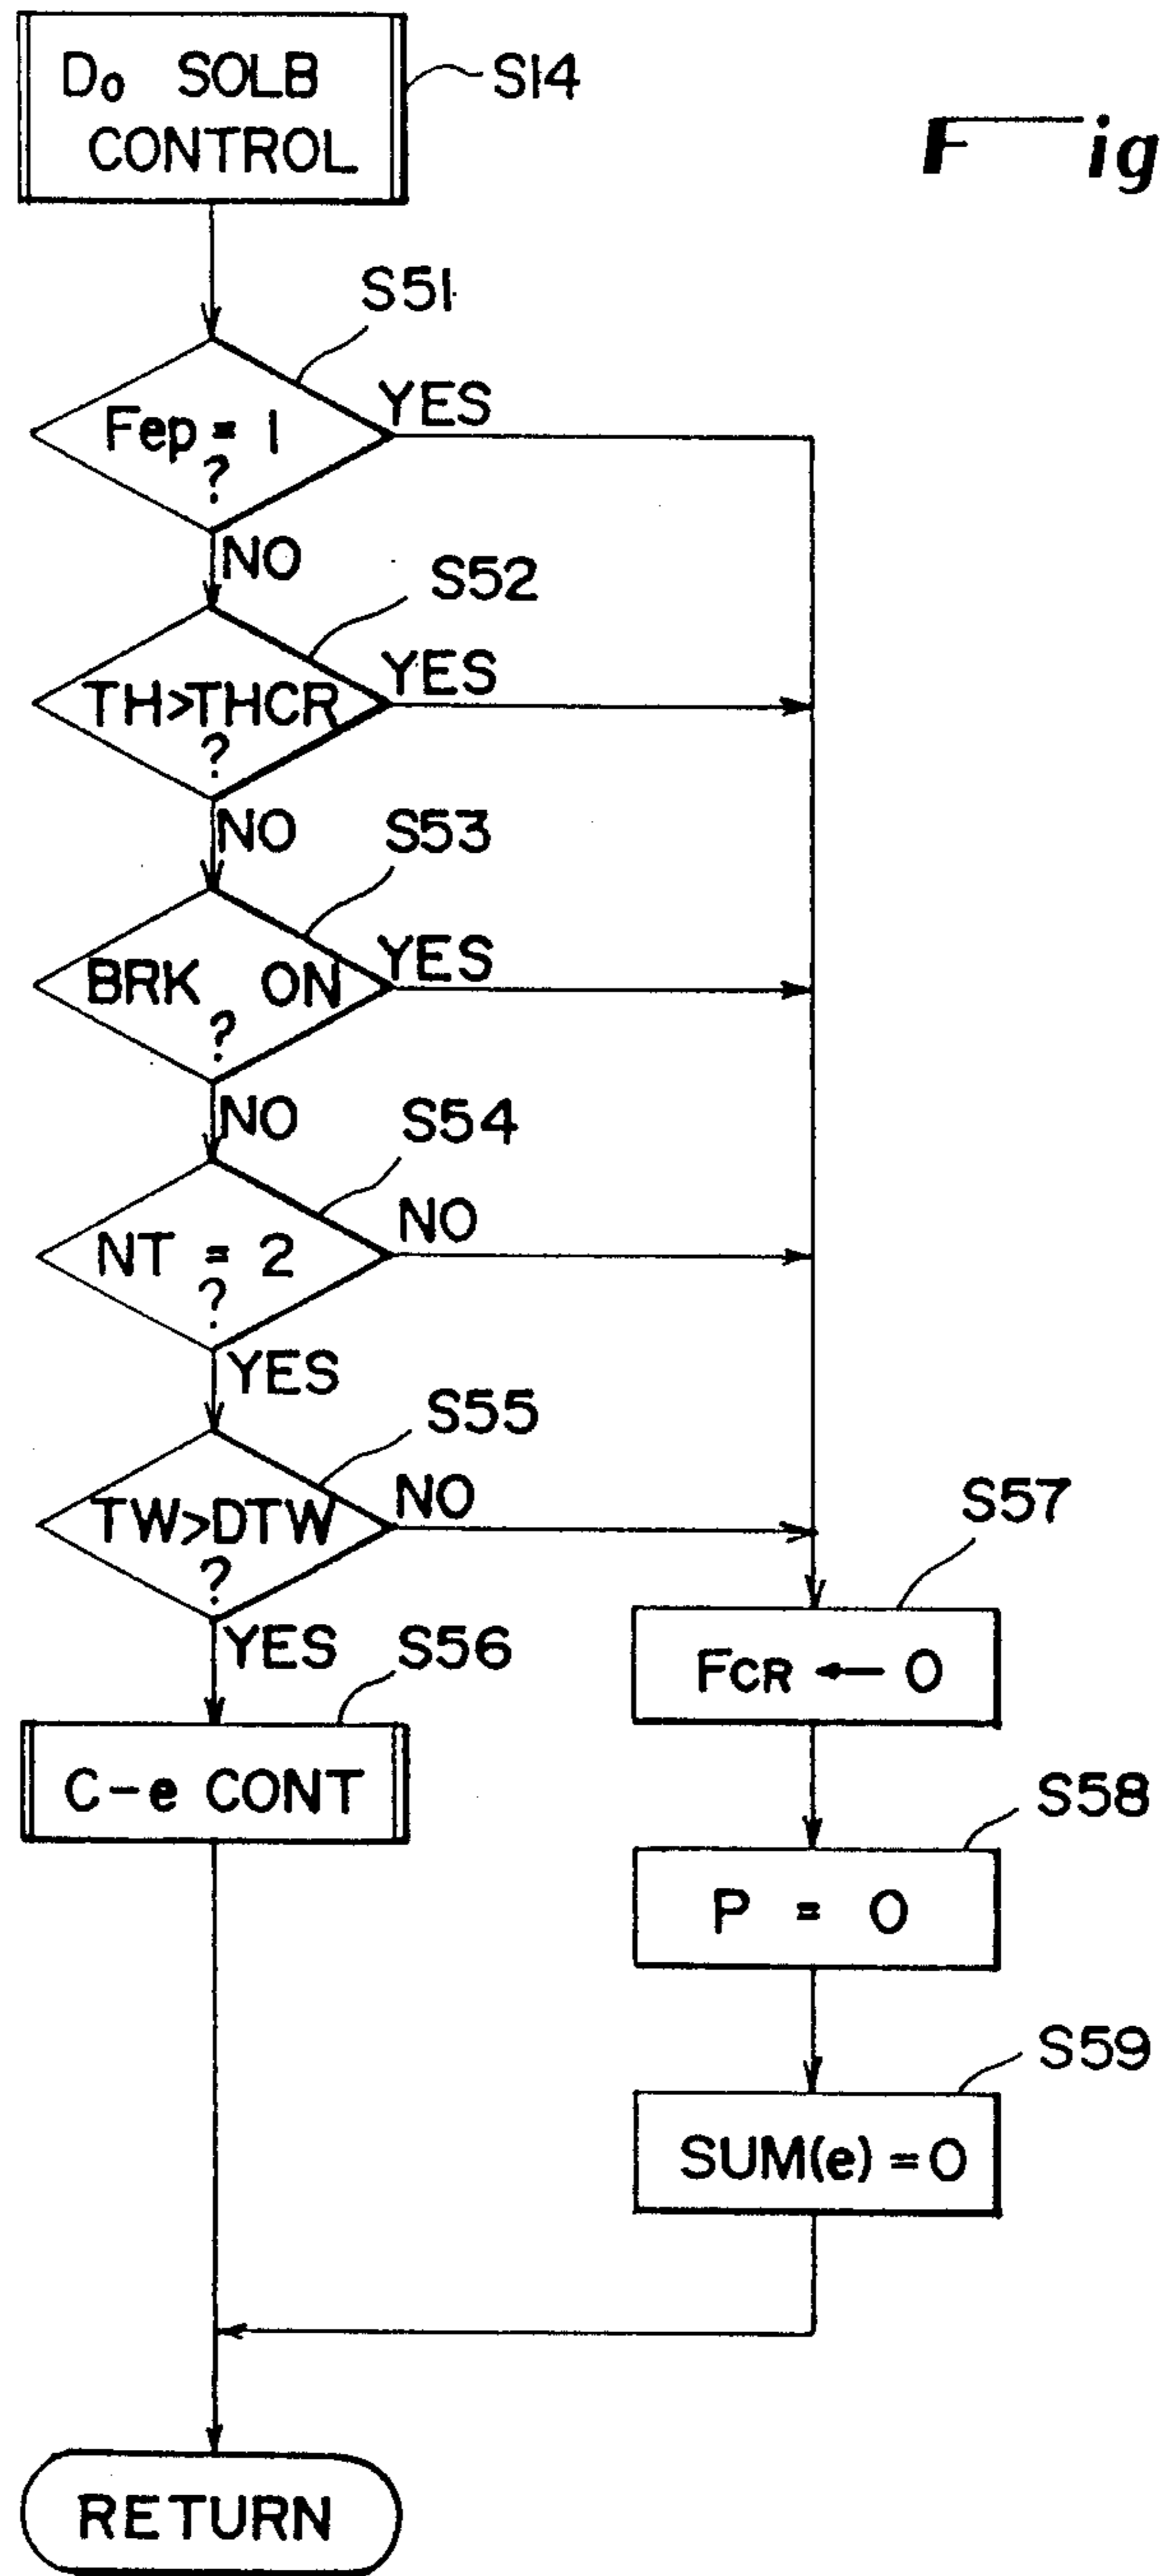 Do SOLB
CONTROL
S14
Fig
S51
Fep = 1
?
YES
NO
S52
TH>THCR
?
YES
NO
S53
BRK ON
?
YES
NO
S54
NT = 2
?
NO
YES
S55
TW>DTW
?
NO
YES
S57
FCR ← 0
S56
C-e CONT
S58
P = 0
S59
SUM(e) = 0
RETURN